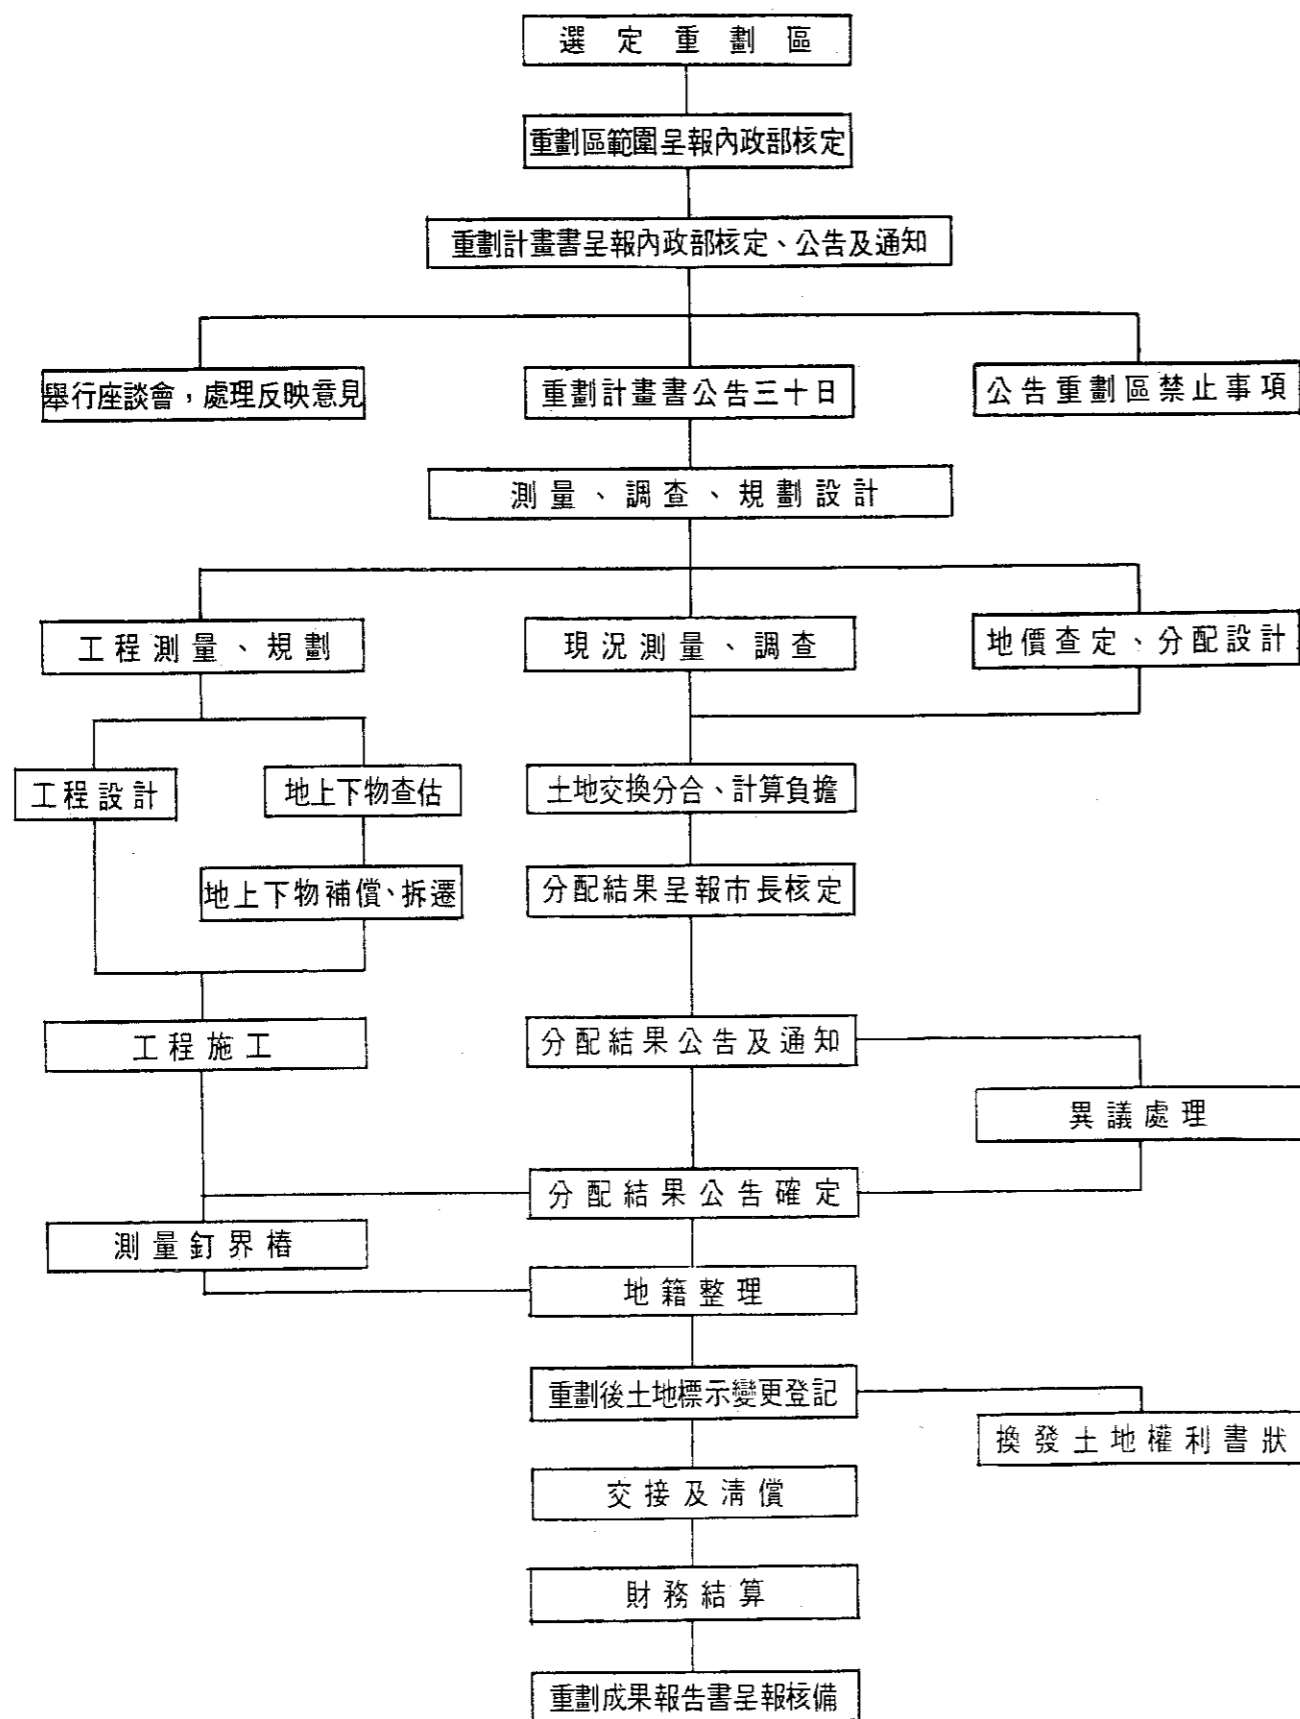 選定重劃區
重劃區範圍呈報內政部核定
重劃計畫書呈報內政部核定、公告及通知
舉行座談會，處理反映意見
重劃計畫書公告三十日
公告重劃區禁止事項
測量、調查、規劃設計
工程測量、規劃
現況測量、調查
地價查定、分配設計
工程設計
地上下物查估
土地交換分合、計算負擔
地上下物補償、拆遷
分配結果呈報市長核定
工程施工
分配結果公告及通知
異議處理
分配結果公告確定
測量釘界樁
地籍整理
重劃後土地標示變更登記
換發土地權利書狀
交接及清償
財務結算
重劃成果報告書呈報核備